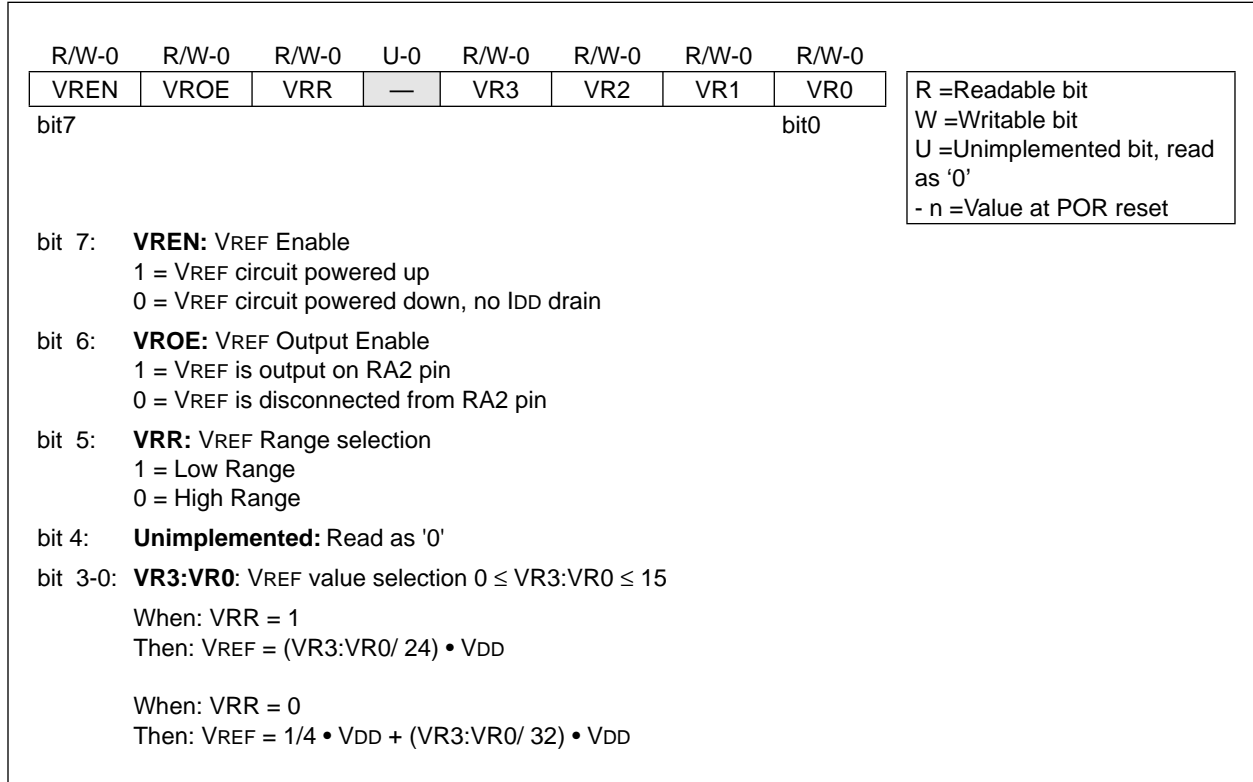 R/W-0 R/W-0 R/W-0 U-0 R/W-0 R/W-0 R/W-0 R/W-0
VREN VROE VRR — VR3 VR2 VR1 VR0
bit7 bit0
R =Readable bit
W =Writable bit
U =Unimplemented bit, read
as ‘0’
- n =Value at POR reset
bit 7: VREN: VREF Enable
1 = VREF circuit powered up
0 = VREF circuit powered down, no IDD drain
bit 6: VROE: VREF Output Enable
1 = VREF is output on RA2 pin
0 = VREF is disconnected from RA2 pin
bit 5: VRR: VREF Range selection
1 = Low Range
0 = High Range
bit 4: Unimplemented: Read as '0'
bit 3-0: VR3:VR0: VREF value selection 0 ≤ VR3:VR0 ≤ 15
When: VRR = 1
Then: VREF = (VR3:VR0/ 24) • VDD
When: VRR = 0
Then: VREF = 1/4 • VDD + (VR3:VR0/ 32) • VDD